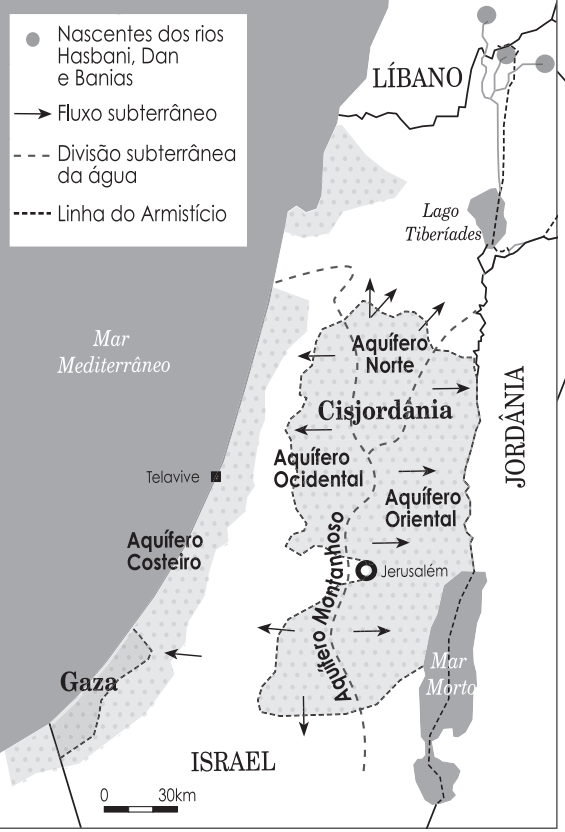 Nascentes dos rios
Hasbani, Dan
e Banias
Fluxo subterrâneo
Divisão subterrânea
da água
Linha do Armistício
LÍBANO
Lago
Tiberíades
Mar
Mediterrâneo
Aquífero
Norte
Cisjordânia
JORDÂNIA
Aquífero
Ocidental
Telavive
Aquífero
Oriental
Aquífero
Costeiro
Aquífero Montanhoso
Jerusalém
Gaza
Mar
Morto
ISRAEL
0 30km